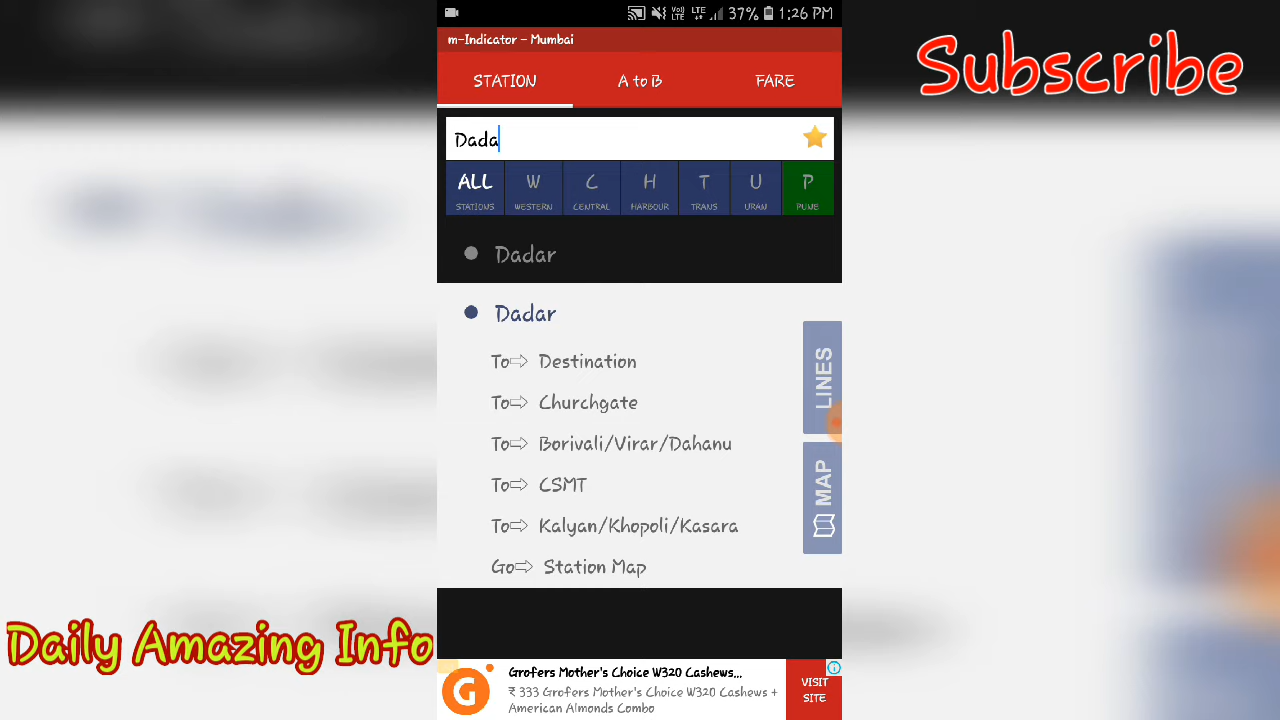 37% 1:26 PM
m-Indicator - Mumbai
Subscribe
STATION A to B FARE
Dada
ALL W C H T U P
STATIONS WESTERN CENTRAL HARBOUR TRANS URAN PUNE
Dadar
Dadar
To⇨ Destination
To⇨ Churchgate
To⇨ Borivali/Virar/Dahanu
To⇨ CSMT
To⇨ Kalyan/Khopoli/Kasara
Go⇨ Station Map
LINES
MAP
Daily Amazing Info
G
Grofers Mother's Choice W320 Cashews...
₹ 333 Grofers Mother's Choice W320 Cashews +
American Almonds Combo
VISIT
SITE